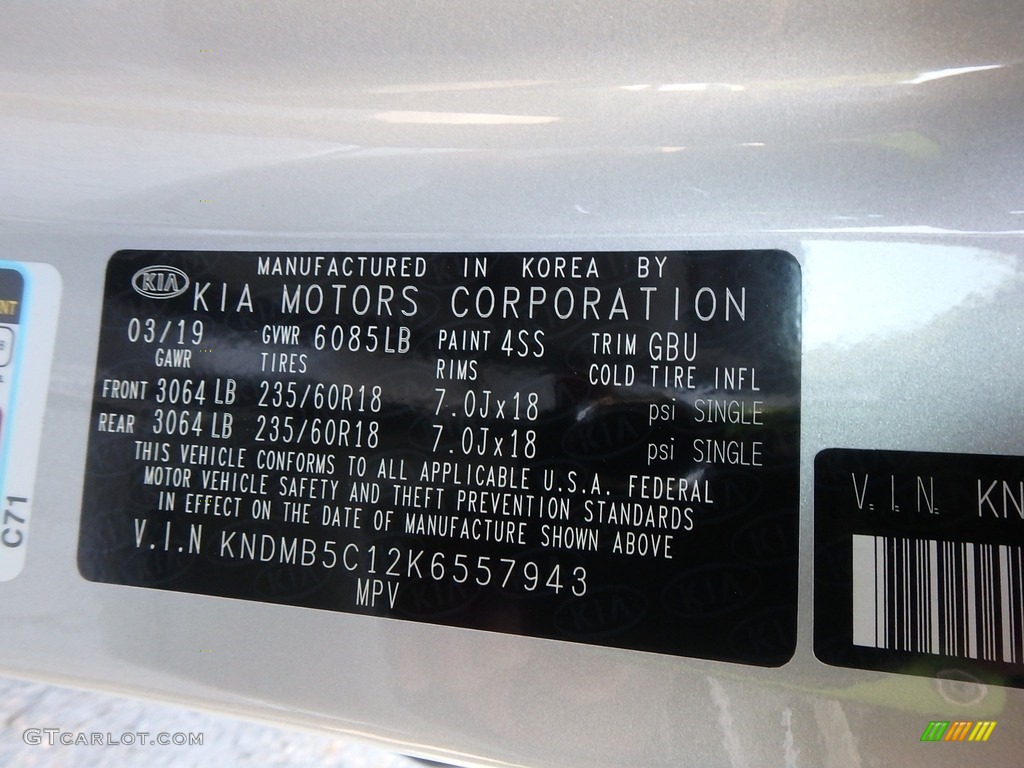 MANUFACTURED IN KOREA BY
KIA KIA MOTORS CORPORATION
03/19 GVWR 6085LB PAINT 4SS TRIM GBU
GAWR TIRES RIMS COLD TIRE INFL
FRONT 3064 LB 235/60R18 7.0Jx18 psi SINGLE
REAR 3064 LB 235/60R18 7.0Jx18 psi SINGLE
THIS VEHICLE CONFORMS TO ALL APPLICABLE U.S.A. FEDERAL
MOTOR VEHICLE SAFETY AND THEFT PREVENTION STANDARDS
IN EFFECT ON THE DATE OF MANUFACTURE SHOWN ABOVE
V.I.N KNDMB5C12K6557943
MPV
V.I.N. KN
NT
C71
GTCARLOT.COM